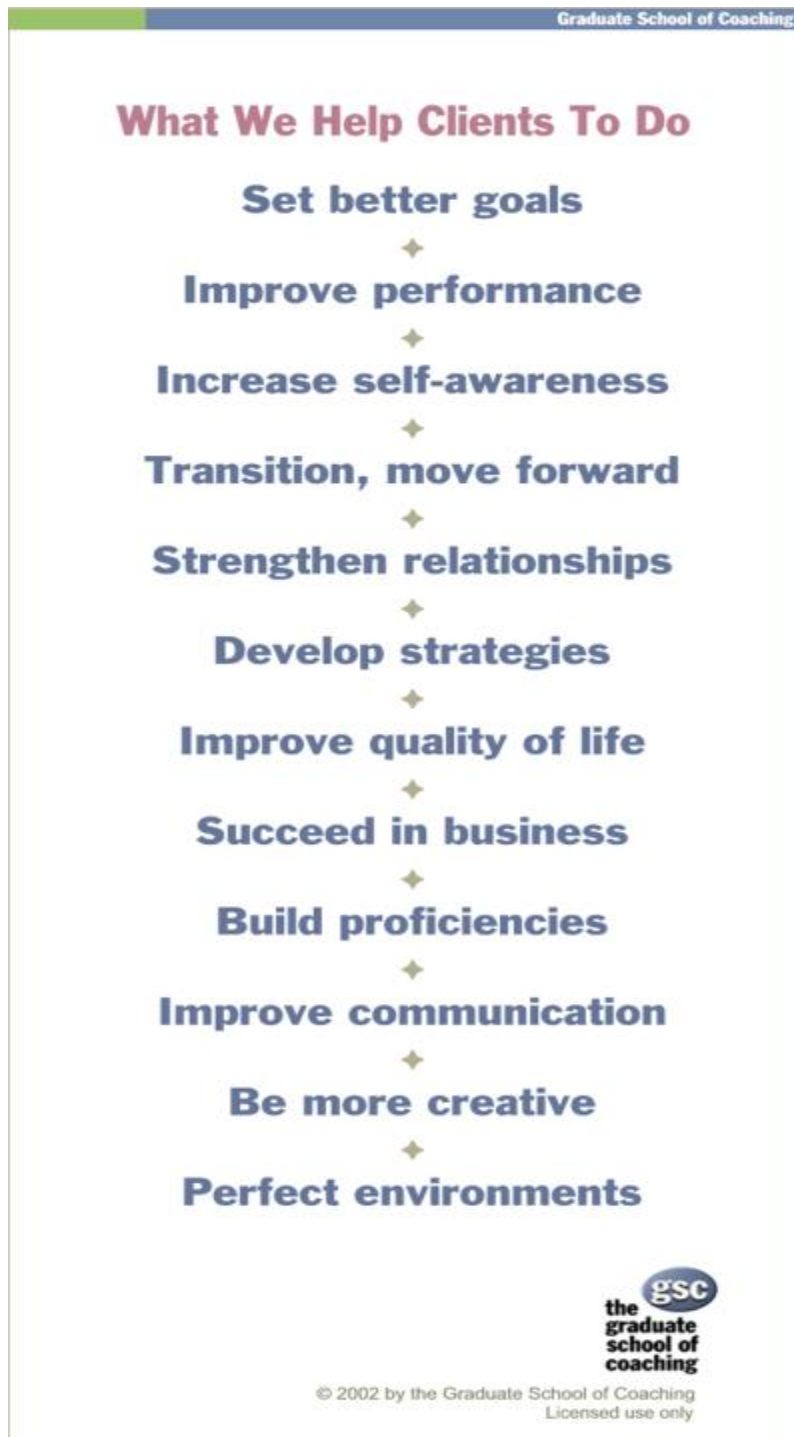 Graduate School of Coaching
What We Help Clients To Do
Set better goals
Improve performance
Increase self-awareness
Transition, move forward
Strengthen relationships
Develop strategies
Improve quality of life
Succeed in business
Build proficiencies
Improve communication
Be more creative
Perfect environments
gsc
the
graduate
school of
coaching
© 2002 by the Graduate School of Coaching
Licensed use only